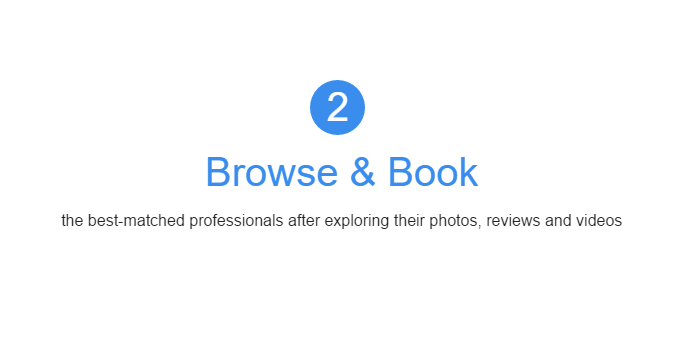 2
Browse & Book
the best-matched professionals after exploring their photos, reviews and videos